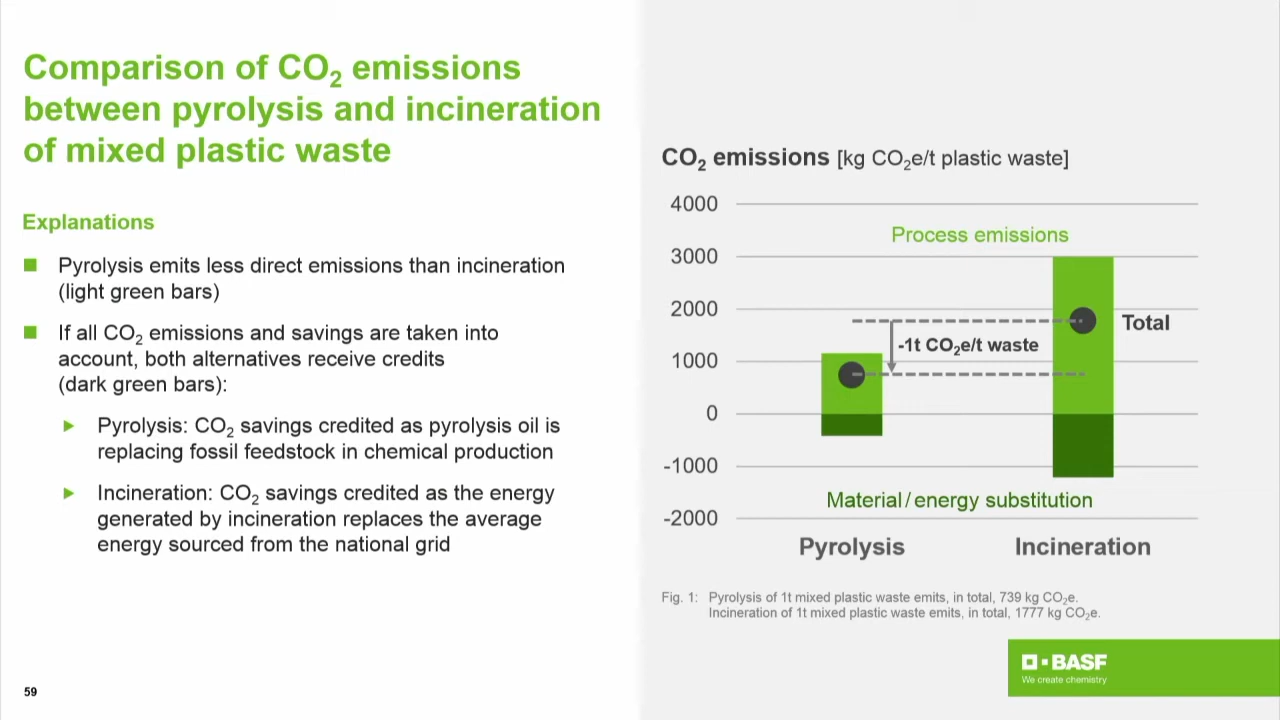 Comparison of CO₂ emissions
between pyrolysis and incineration
of mixed plastic waste
Explanations
Pyrolysis emits less direct emissions than incineration
(light green bars)
If all CO₂ emissions and savings are taken into
account, both alternatives receive credits
(dark green bars):
Pyrolysis: CO₂ savings credited as pyrolysis oil is
replacing fossil feedstock in chemical production
Incineration: CO₂ savings credited as the energy
generated by incineration replaces the average
energy sourced from the national grid
59
CO₂ emissions [kg CO₂e/t plastic waste]
4000
Process emissions
3000
2000
Total
-1t CO₂e/t waste
1000
0
-1000
Material/energy substitution
-2000
Pyrolysis Incineration
Fig. 1: Pyrolysis of 1t mixed plastic waste emits, in total, 739 kg CO₂e.
Incineration of 1t mixed plastic waste emits, in total, 1777 kg CO₂e.
BASF
We create chemistry